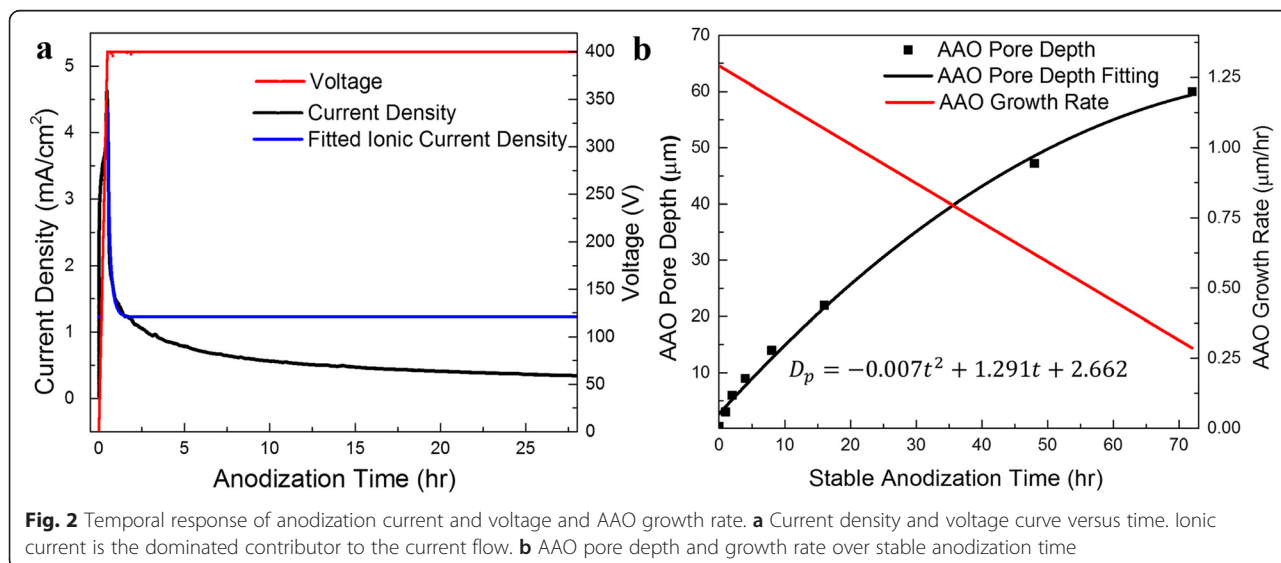 a
Voltage
Current Density
Fitted Ionic Current Density
Current Density (mA/cm²)
5
4
3
2
1
0
Voltage (V)
400
350
300
250
200
150
100
50
0
0 5 10 15 20 25
Anodization Time (hr)
b
AAO Pore Depth
AAO Pore Depth Fitting
AAO Growth Rate
AAO Pore Depth (μm)
70
60
50
40
30
20
10
AAO Growth Rate (μm/hr)
1.25
1.00
0.75
0.50
0.25
0.00
Dₚ = −0.007t² + 1.291t + 2.662
0 10 20 30 40 50 60 70
Stable Anodization Time (hr)
Fig. 2 Temporal response of anodization current and voltage and AAO growth rate. a Current density and voltage curve versus time. Ionic
current is the dominated contributor to the current flow. b AAO pore depth and growth rate over stable anodization time